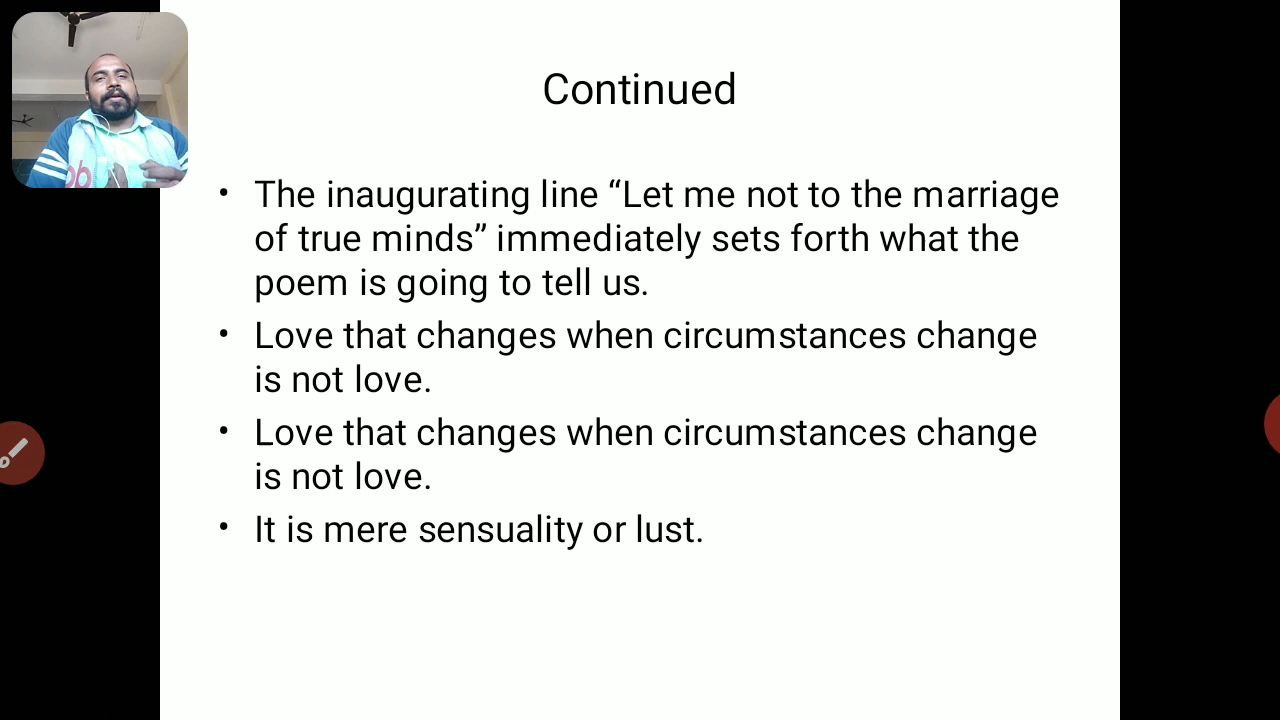 Continued
• The inaugurating line “Let me not to the marriage
of true minds” immediately sets forth what the
poem is going to tell us.
• Love that changes when circumstances change
is not love.
• Love that changes when circumstances change
is not love.
• It is mere sensuality or lust.